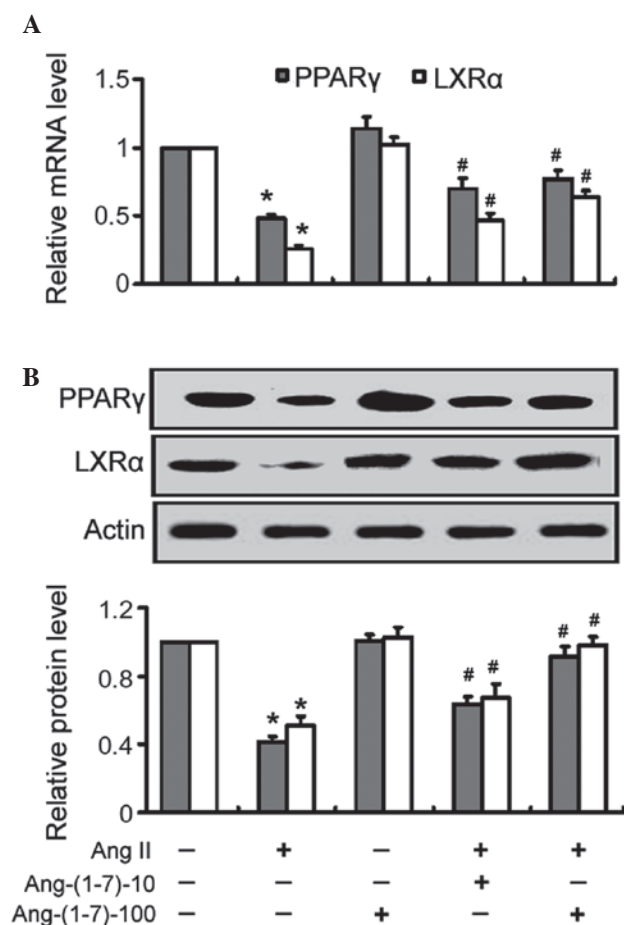 A
PPARγ LXRα
Relative mRNA level
1.5
1
0.5
0
* * # # # #
B
PPARγ
LXRα
Actin
Relative protein level
1.2
0.8
0.4
0
* * # # # #
Ang II – + – + +
Ang-(1-7)-10 – – – + –
Ang-(1-7)-100 – – + – +